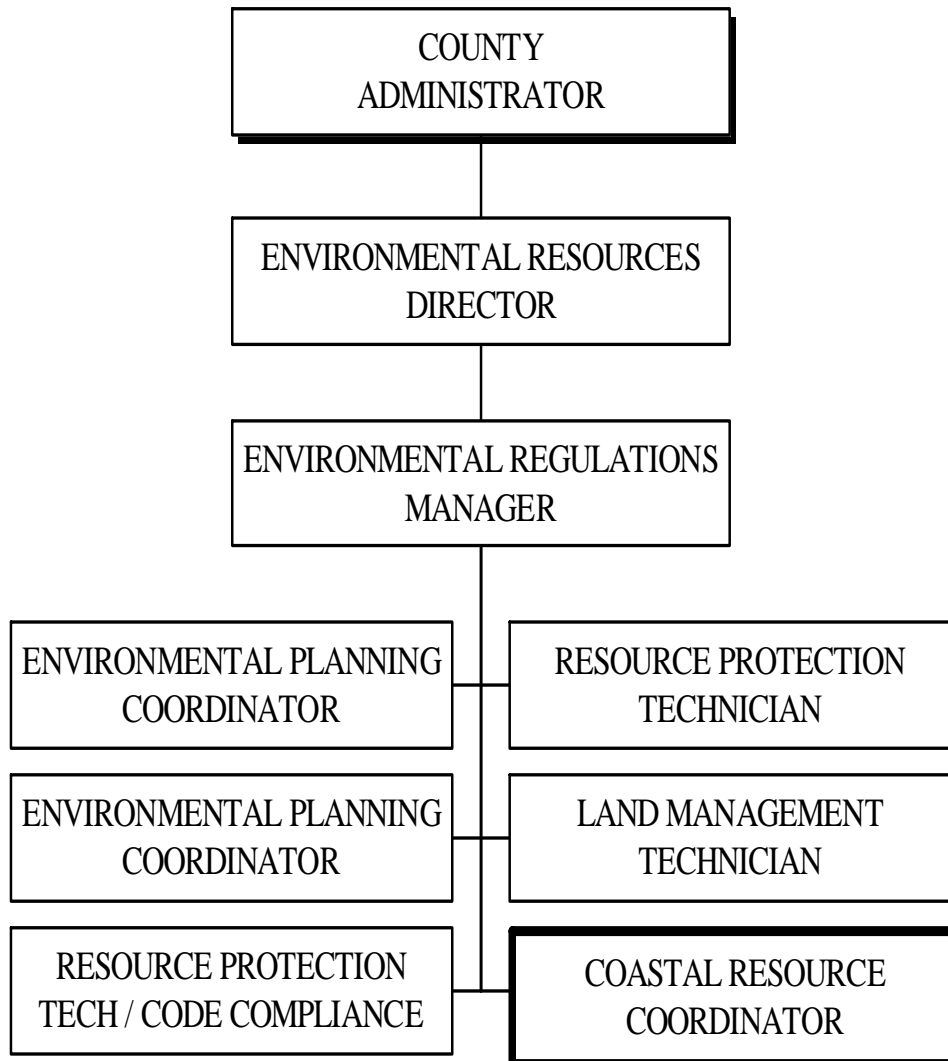 COUNTY
ADMINISTRATOR
ENVIRONMENTAL RESOURCES
DIRECTOR
ENVIRONMENTAL REGULATIONS
MANAGER
ENVIRONMENTAL PLANNING
COORDINATOR
RESOURCE PROTECTION
TECHNICIAN
ENVIRONMENTAL PLANNING
COORDINATOR
LAND MANAGEMENT
TECHNICIAN
RESOURCE PROTECTION
TECH / CODE COMPLIANCE
COASTAL RESOURCE
COORDINATOR